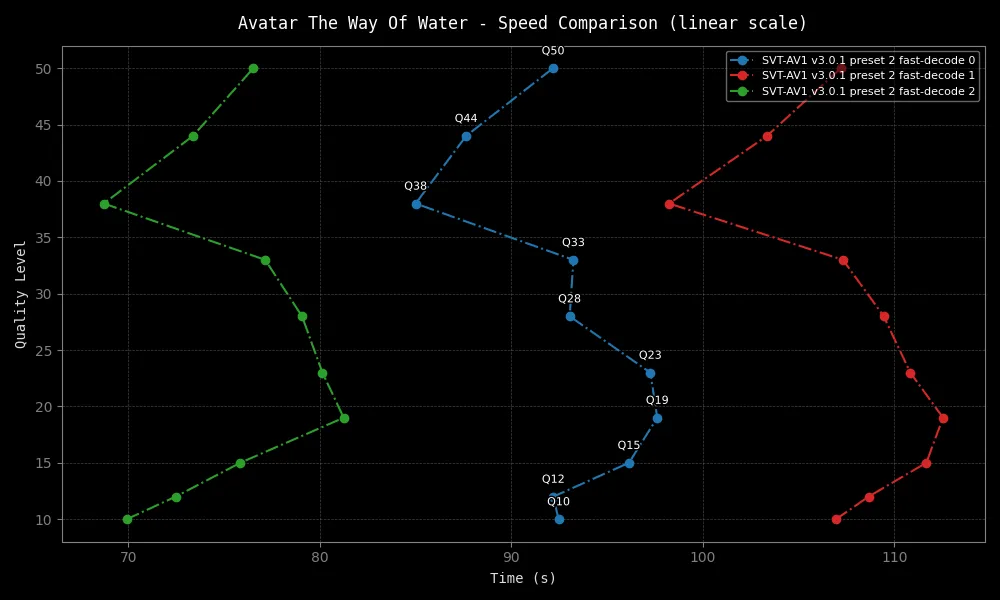 Avatar The Way Of Water - Speed Comparison (linear scale)
Q50
SVT-AV1 v3.0.1 preset 2 fast-decode 0
SVT-AV1 v3.0.1 preset 2 fast-decode 1
SVT-AV1 v3.0.1 preset 2 fast-decode 2
50
Q44
45
40
Q38
35
Q33
30
Q28
25
Q23
20
Q19
15
Q15
Q12
Q10
10
Quality Level
70
80
90
100
110
Time (s)